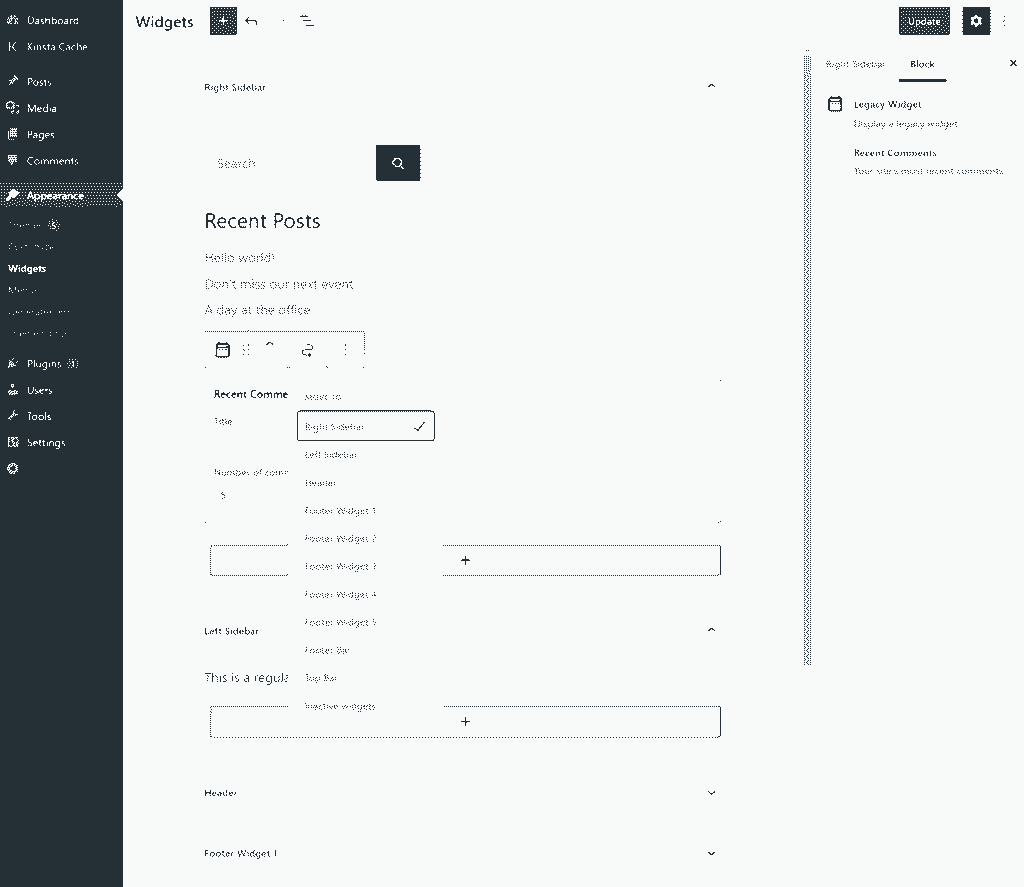 Dashboard
Kinsta Cache
Posts
Media
Pages
Comments
Appearance
Themes 5
Customize
Widgets
Menus
Plugins
Users
Tools
Settings
Widgets
Update
Right Sidebar
Search
Recent Posts
Hello world!
Don't miss our next event
A day at the office
Recent Comme
Title
Number of comm
5
Move to
Right Sidebar
Left Sidebar
Header
Footer Widget 1
Footer Widget 2
Footer Widget 3
Footer Widget 4
Footer Widget 5
Footer Bar
Top Bar
Inactive widgets
Left Sidebar
This is a regula
Header
Footer Widget 1
Right Sidebar
Block
Legacy Widget
Display a legacy widget.
Recent Comments
Your site's most recent comments.